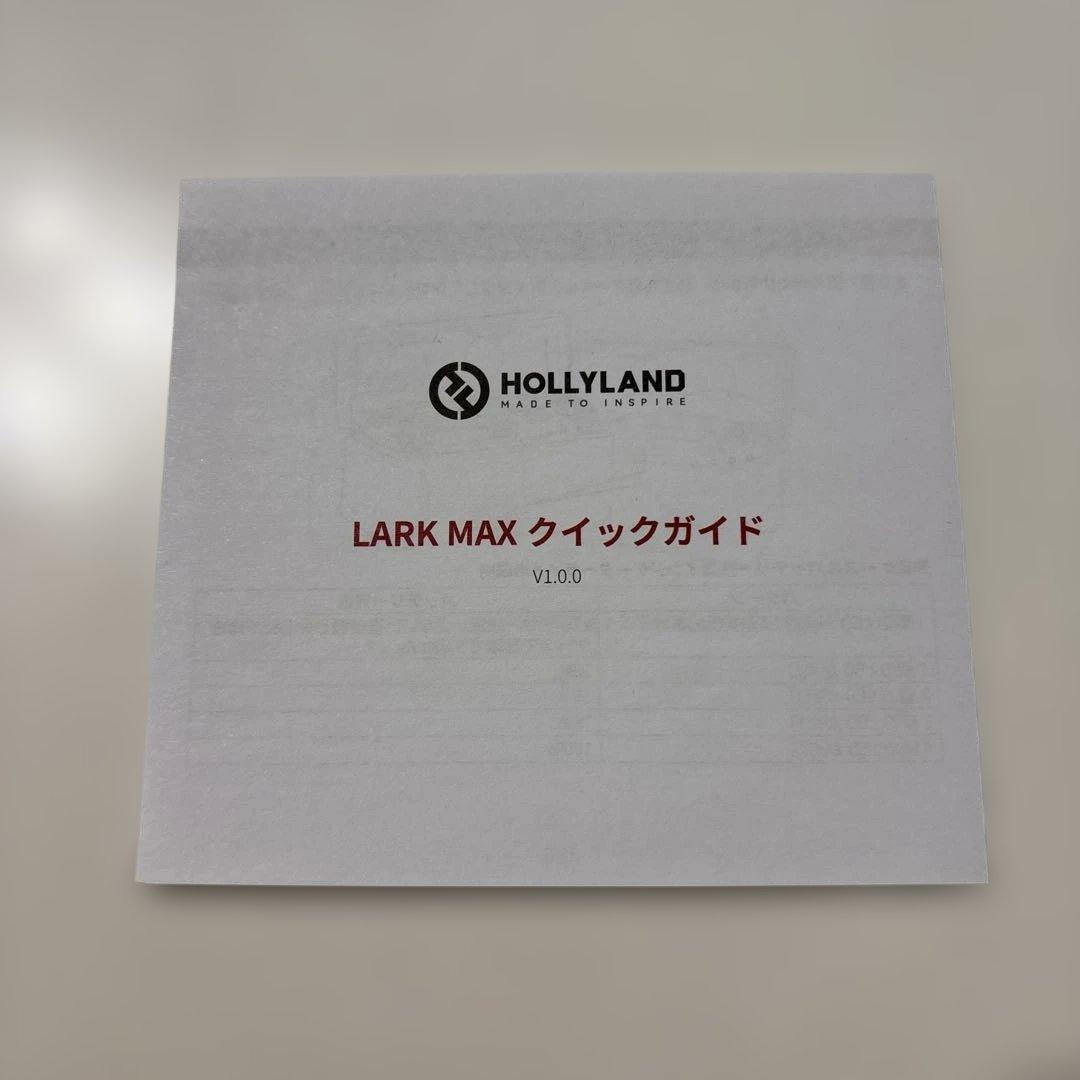 HOLLYLAND
MADE TO INSPIRE
LARK MAX クイックガイド
V1.0.0